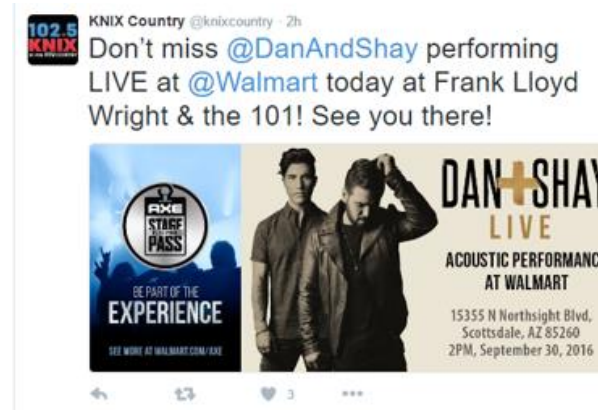 102.5
KNIX
KNIX Country @knixcountry · 2h
Don't miss @DanAndShay performing
LIVE at @Walmart today at Frank Lloyd
Wright & the 101! See you there!
AXE
STAGE
PASS
BE PART OF THE
EXPERIENCE
SEE MORE AT WALMART.COM/AXE
DAN+SHAY
LIVE
ACOUSTIC PERFORMANC
AT WALMART
15355 N Northsight Blvd,
Scottsdale, AZ 85260
2PM, September 30, 2016
3